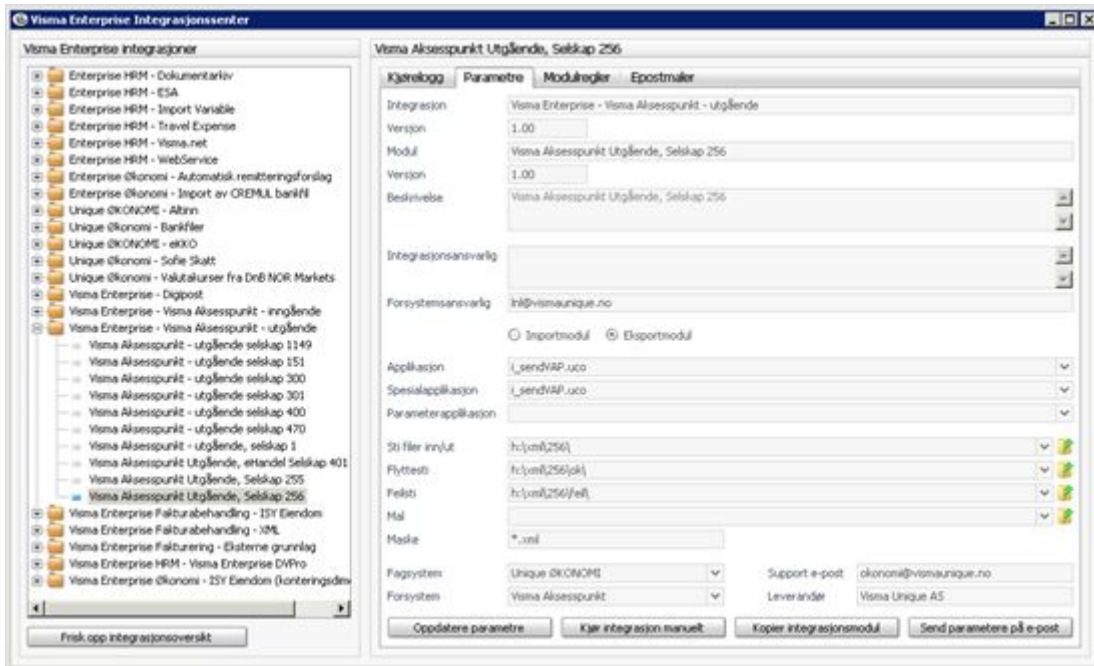 Visma Enterprise Integrasjonssenter
Visma Enterprise integrasjoner
Enterprise HRM - Dokumentarkiv
Enterprise HRM - ESA
Enterprise HRM - Import Variable
Enterprise HRM - Travel Expense
Enterprise HRM - Visma.net
Enterprise HRM - WebService
Enterprise Økonomi - Automatisk remitteringsforslag
Enterprise Økonomi - Import av CREMUL bankfil
Unique ØKONOMI - Altinn
Unique Økonomi - Bankfiler
Unique ØKONOMI - eKKO
Unique Økonomi - Sofie Skatt
Unique Økonomi - Valutakurser fra DnB NOR Markets
Visma Enterprise - Digipost
Visma Enterprise - Visma Aksesspunkt - inngående
Visma Enterprise - Visma Aksesspunkt - utgående
Visma Aksesspunkt - utgående selskap 1149
Visma Aksesspunkt - utgående selskap 151
Visma Aksesspunkt - utgående selskap 300
Visma Aksesspunkt - utgående selskap 301
Visma Aksesspunkt - utgående selskap 400
Visma Aksesspunkt - utgående selskap 470
Visma Aksesspunkt - utgående, selskap 1
Visma Aksesspunkt Utgående, eHandel Selskap 401
Visma Aksesspunkt Utgående, Selskap 255
Visma Aksesspunkt Utgående, Selskap 256
Visma Enterprise Fakturabehandling - ISY Eiendom
Visma Enterprise Fakturabehandling - XML
Visma Enterprise Fakturering - Eksterne grunnlag
Visma Enterprise HRM - Visma Enterprise DVPro
Visma Enterprise Økonomi - ISY Eiendom (konteringsdim
Frisk opp integrasjonsoversikt
Visma Aksesspunkt Utgående, Selskap 256
Kjørelogg Parametre Modulregler Epostmaler
Integrasjon Visma Enterprise - Visma Aksesspunkt - utgående
Versjon 1.00
Modul Visma Aksesspunkt Utgående, Selskap 256
Versjon 1.00
Beskrivelse Visma Aksesspunkt Utgående, Selskap 256
Integrasjonsansvarlig
Forsystemsansvarlig lnl@vismaunique.no
Importmodul Eksportmodul
Applikasjon i_sendVAP.uco
Spesialapplikasjon i_sendVAP.uco
Parameterapplikasjon
Sti filer inn/ut h:\xml\256\
Flyttesti h:\xml\256\ok\
Feilsti h:\xml\256\feil\
Mal
Maske *.xml
Fagsystem Unique ØKONOMI Support e-post okonomi@vismaunique.no
Forsystem Visma Aksesspunkt Leverandør Visma Unique AS
Oppdatere parametre Kjør integrasjon manuelt Kopier integrasjonsmodul Send parametere på e-post